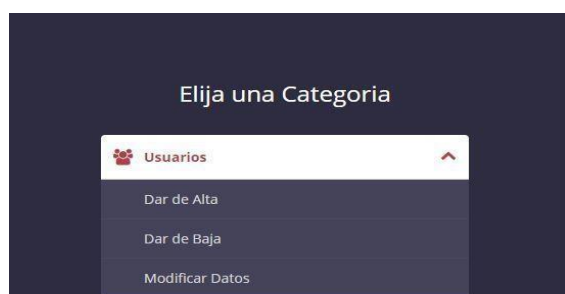 Elija una Categoria
Usuarios
Dar de Alta
Dar de Baja
Modificar Datos